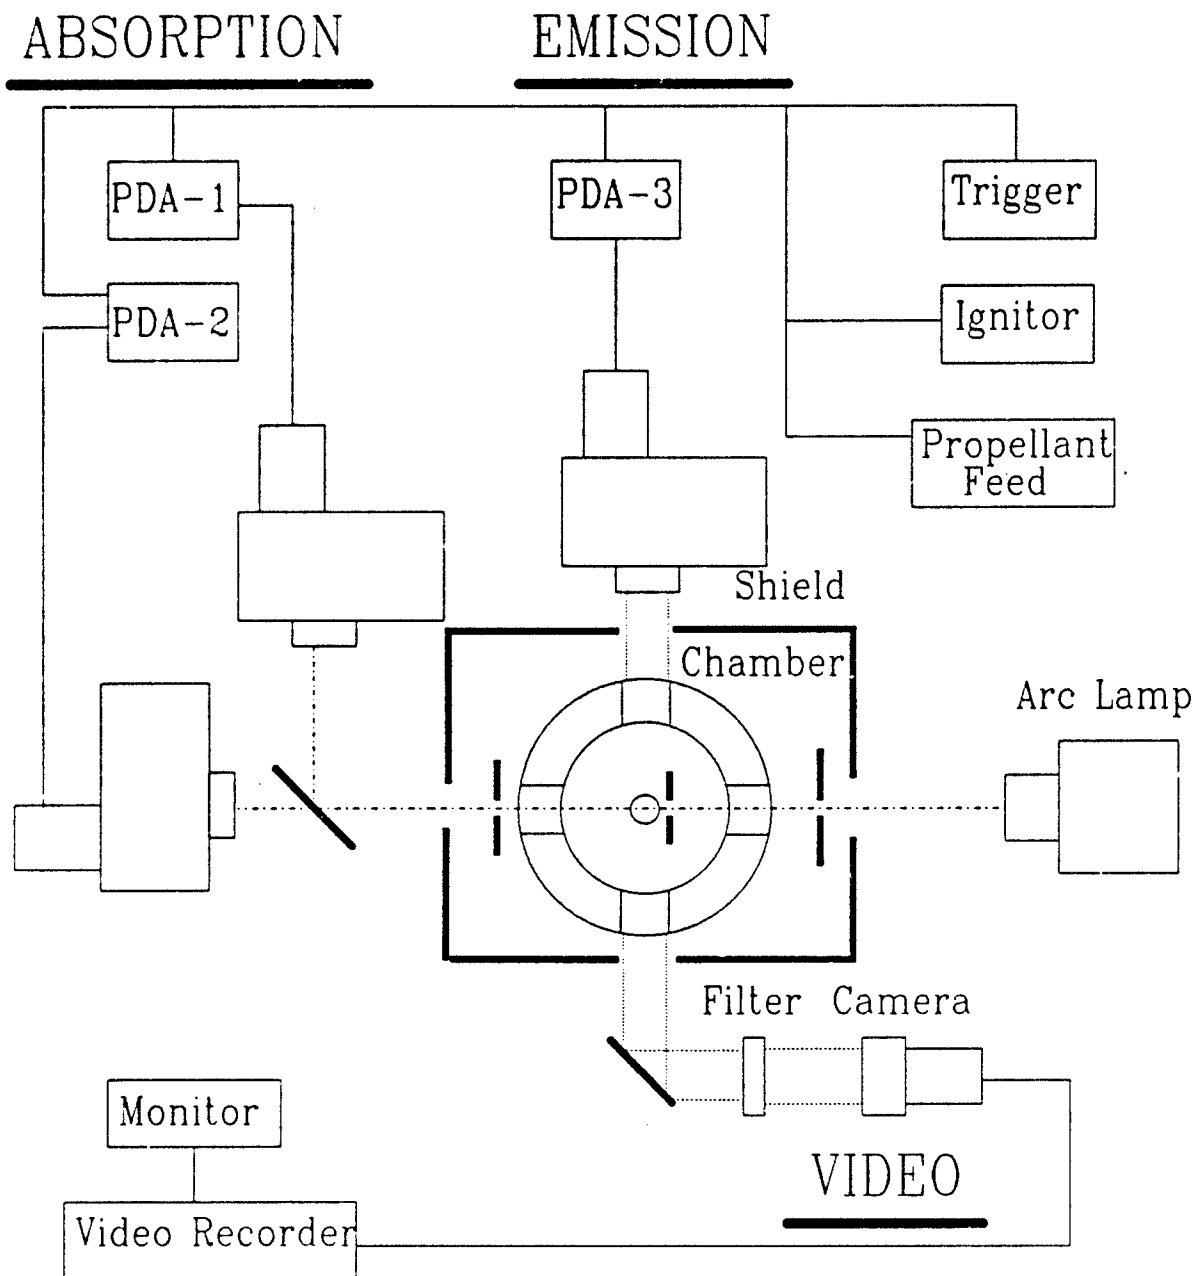 ABSORPTION
EMISSION
PDA-1
PDA-3
Trigger
PDA-2
Ignitor
Propellant
Feed
Shield
Chamber
Arc Lamp
Filter
Camera
Monitor
VIDEO
Video Recorder